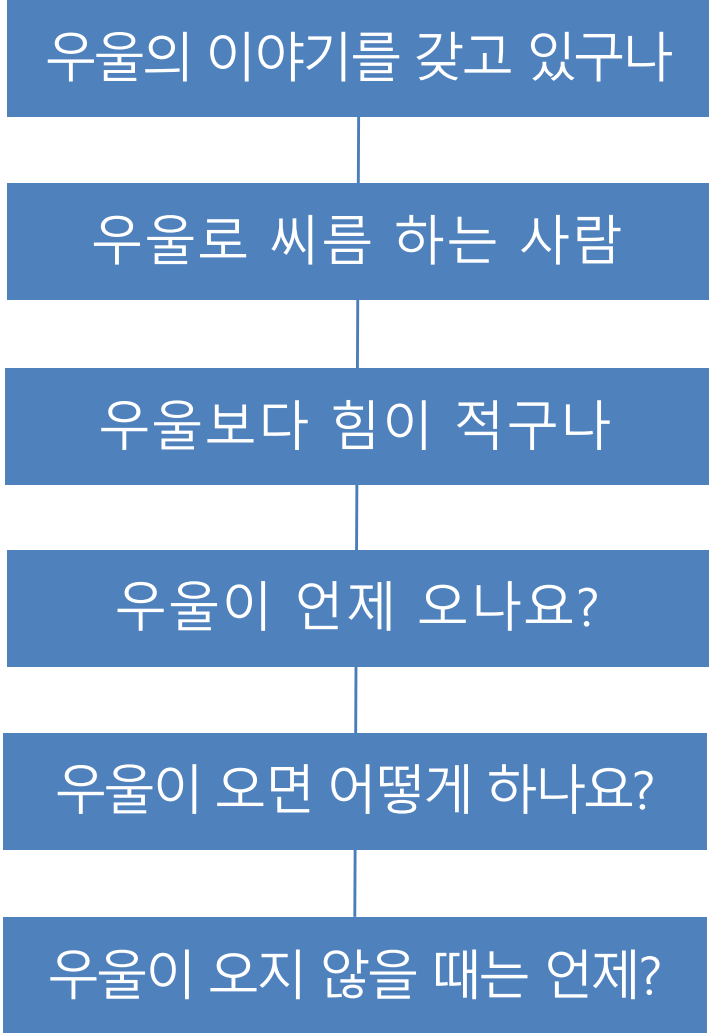 우울의 이야기를 갖고 있구나
우울로 씨름 하는 사람
우울보다 힘이 적구나
우울이 언제 오나요?
우울이 오면 어떻게 하나요?
우울이 오지 않을 때는 언제?